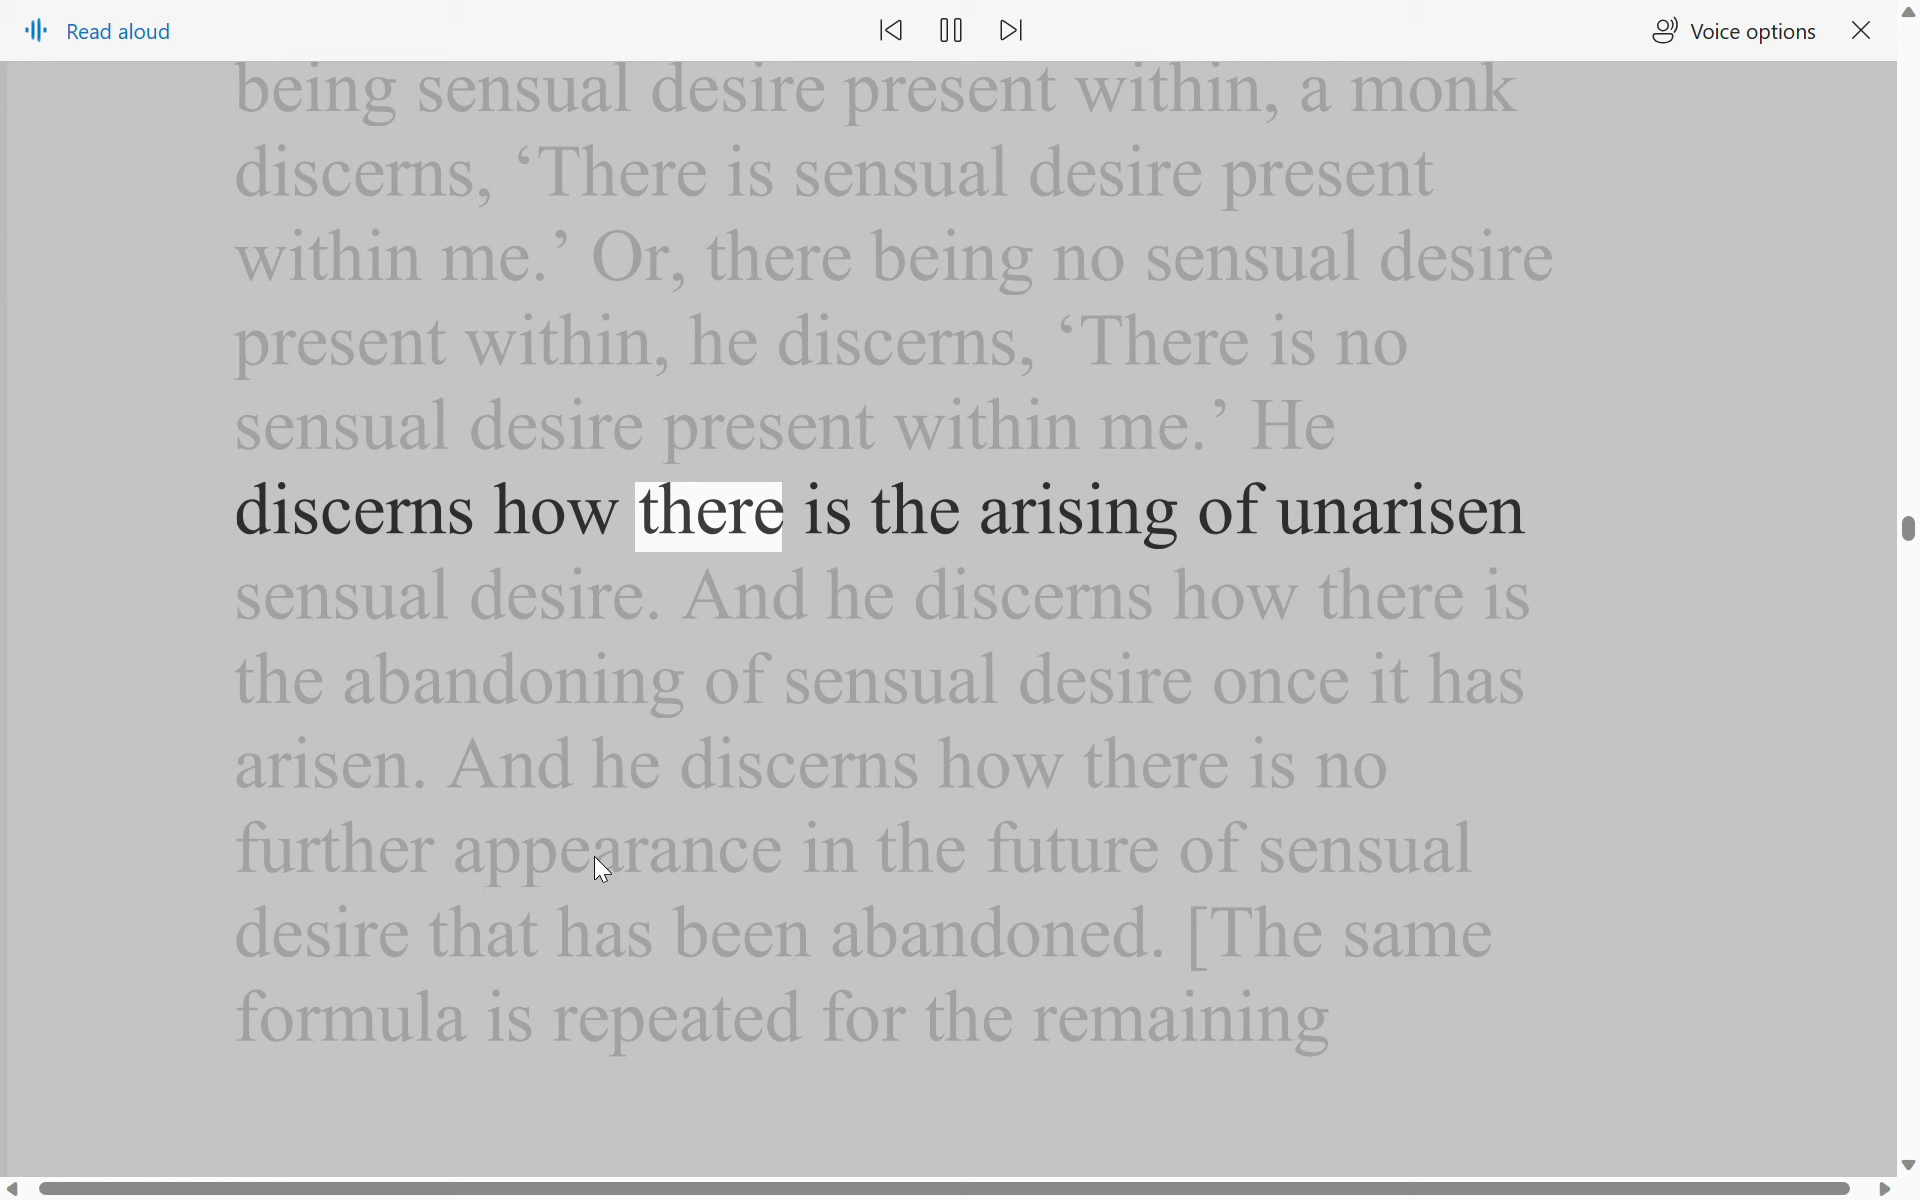 Read aloud
Voice options
being sensual desire present within, a monk
discerns, ‘There is sensual desire present
within me.’ Or, there being no sensual desire
present within, he discerns, ‘There is no
sensual desire present within me.’ He
discerns how there is the arising of unarisen
sensual desire. And he discerns how there is
the abandoning of sensual desire once it has
arisen. And he discerns how there is no
further appearance in the future of sensual
desire that has been abandoned. [The same
formula is repeated for the remaining